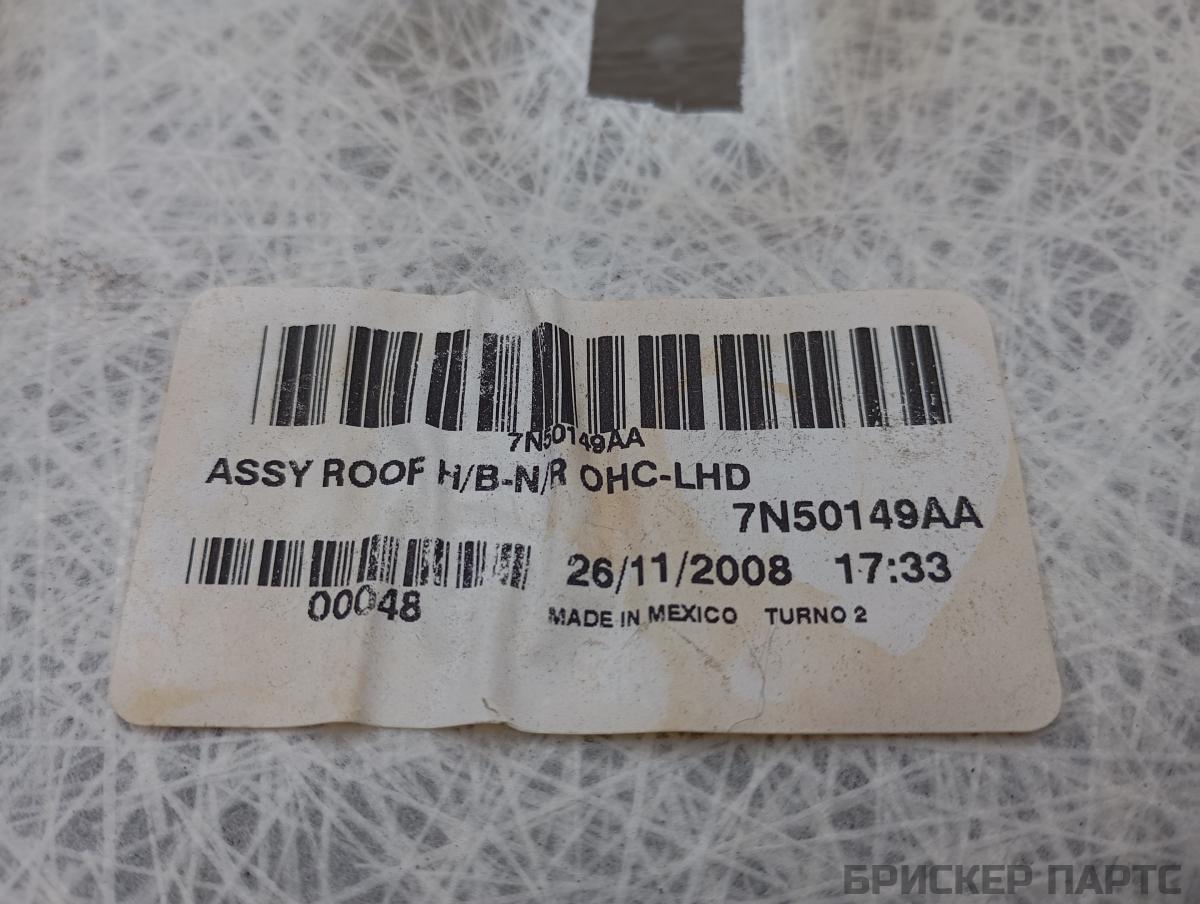 7N50149AA
ASSY ROOF H/B-N/R OHC-LHD
7N50149AA
00048
26/11/2008 17:33
MADE IN MEXICO TURNO 2
БРИСКЕР ПАРТС